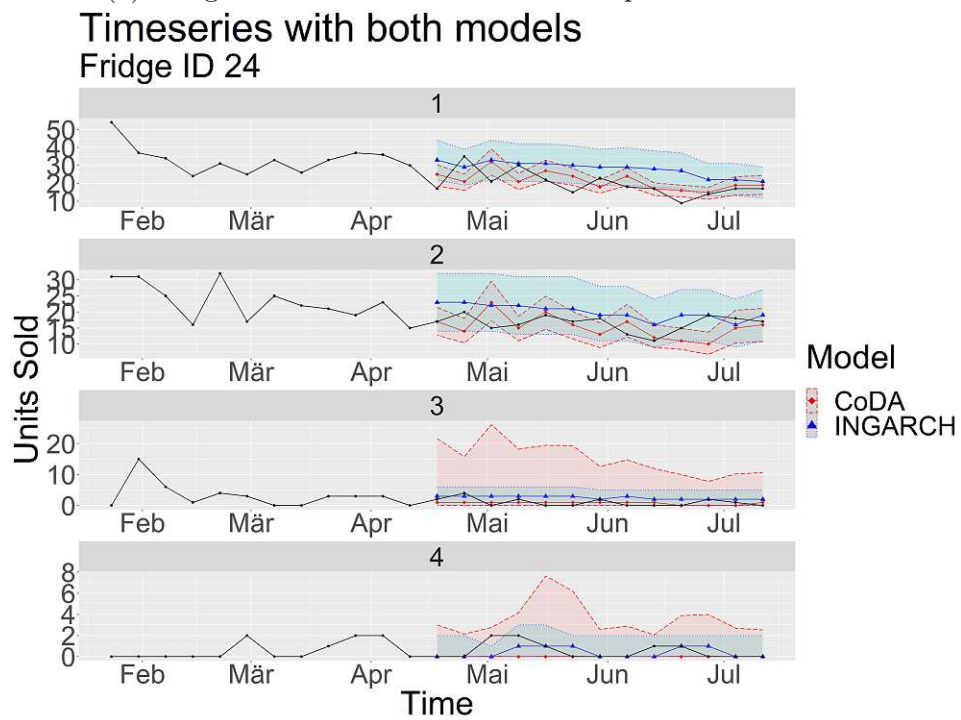 Timeseries with both models
Fridge ID 24
1
50
40
30
20
10
Feb Mär Apr Mai Jun Jul
2
30
25
20
15
10
Feb Mär Apr Mai Jun Jul
3
20
10
0
Feb Mär Apr Mai Jun Jul
4
8
6
4
2
0
Feb Mär Apr Mai Jun Jul
Time
Units Sold
Model
CoDA
INGARCH